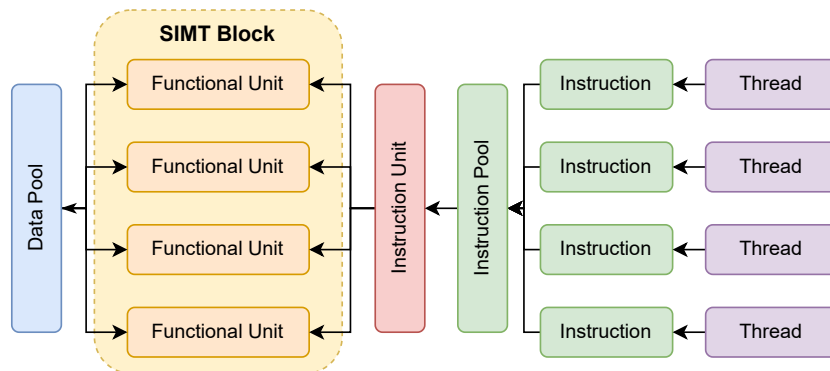 SIMT Block
Data Pool
Functional Unit
Functional Unit
Functional Unit
Functional Unit
Instruction Unit
Instruction Pool
Instruction
Thread
Instruction
Thread
Instruction
Thread
Instruction
Thread